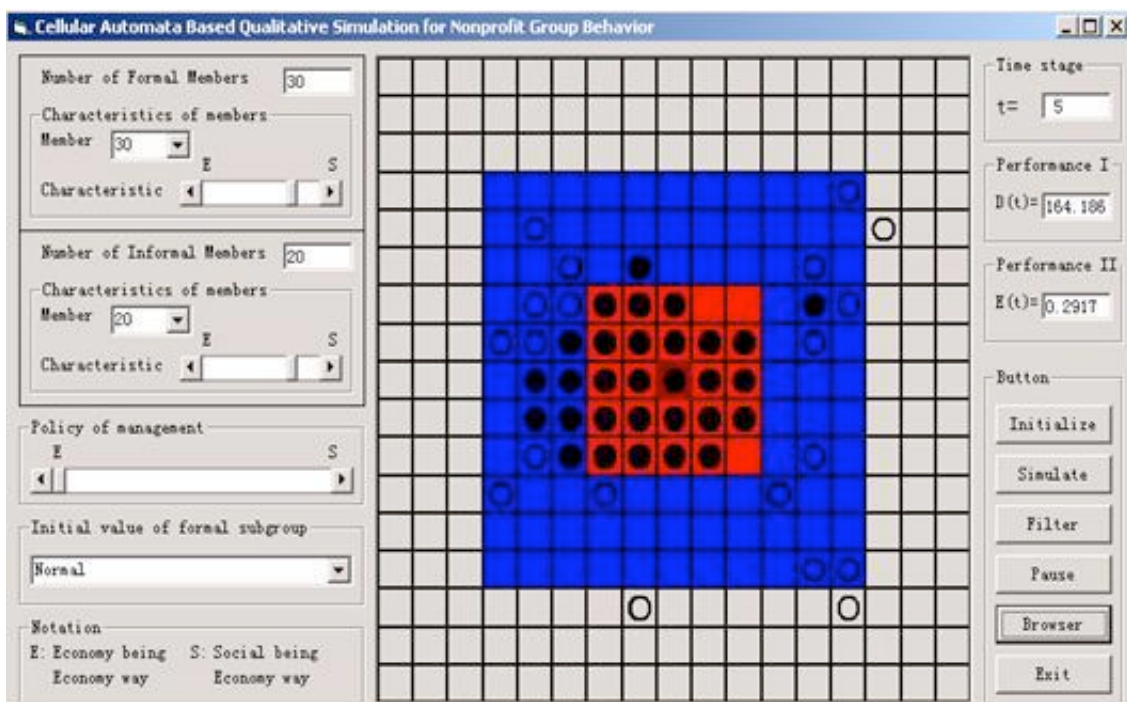 Cellular Automata Based Qualitative Simulation for Nonprofit Group Behavior
Number of Formal Members 30
Characteristics of members
Member 30
E S
Characteristic
Number of Informal Members 20
Characteristics of members
Member 20
E S
Characteristic
Policy of management
E S
Initial value of formal subgroup
Normal
Notation
E: Economy being S: Social being
Economy way Economy way
Time stage
t= 5
Performance I
D(t)= 164.186
Performance II
E(t)= 0.2917
Button
Initialize
Simulate
Filter
Pause
Browser
Exit